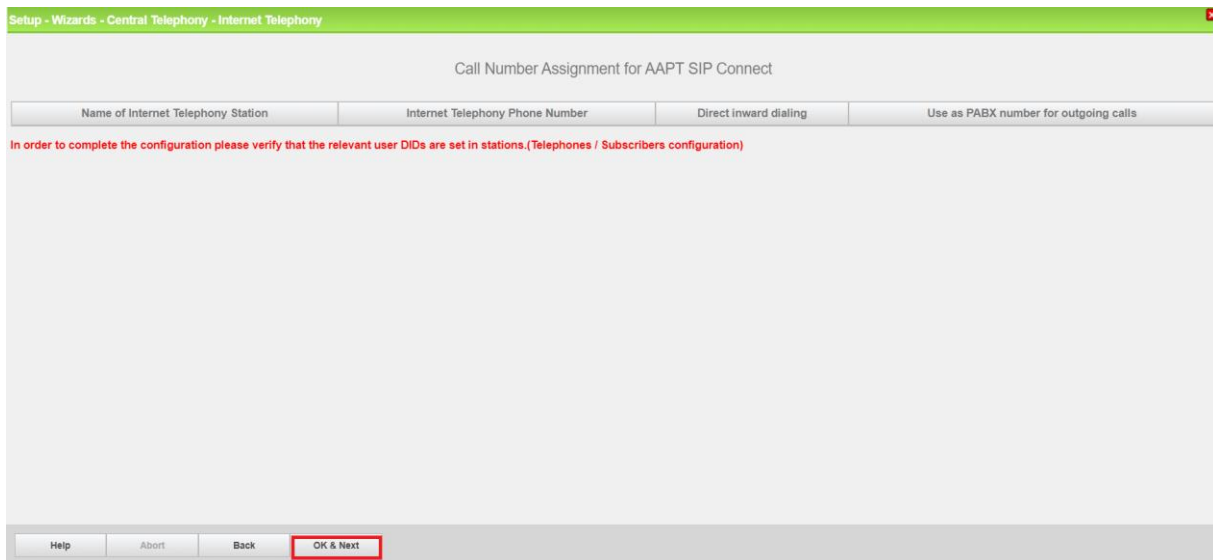 Setup - Wizards - Central Telephony - Internet Telephony
Call Number Assignment for AAPT SIP Connect
Name of Internet Telephony Station Internet Telephony Phone Number Direct inward dialing Use as PABX number for outgoing calls
In order to complete the configuration please verify that the relevant user DIDs are set in stations.(Telephones / Subscribers configuration)
Help Abort Back OK & Next